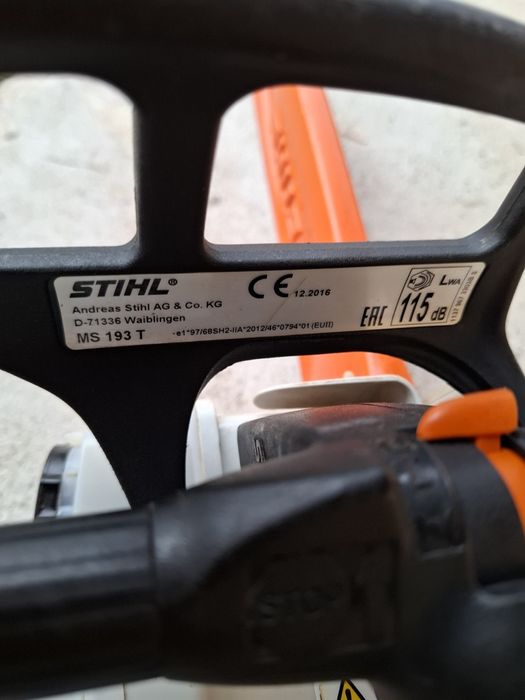 STIHL®
Andreas Stihl AG & Co. KG
D-71336 Waiblingen
MS 193 T
-e1*97/68SH2-IIA*2012/46*0794*01 (EUII)
CE 12.2016
EAC
LWA
115 dB
STOP